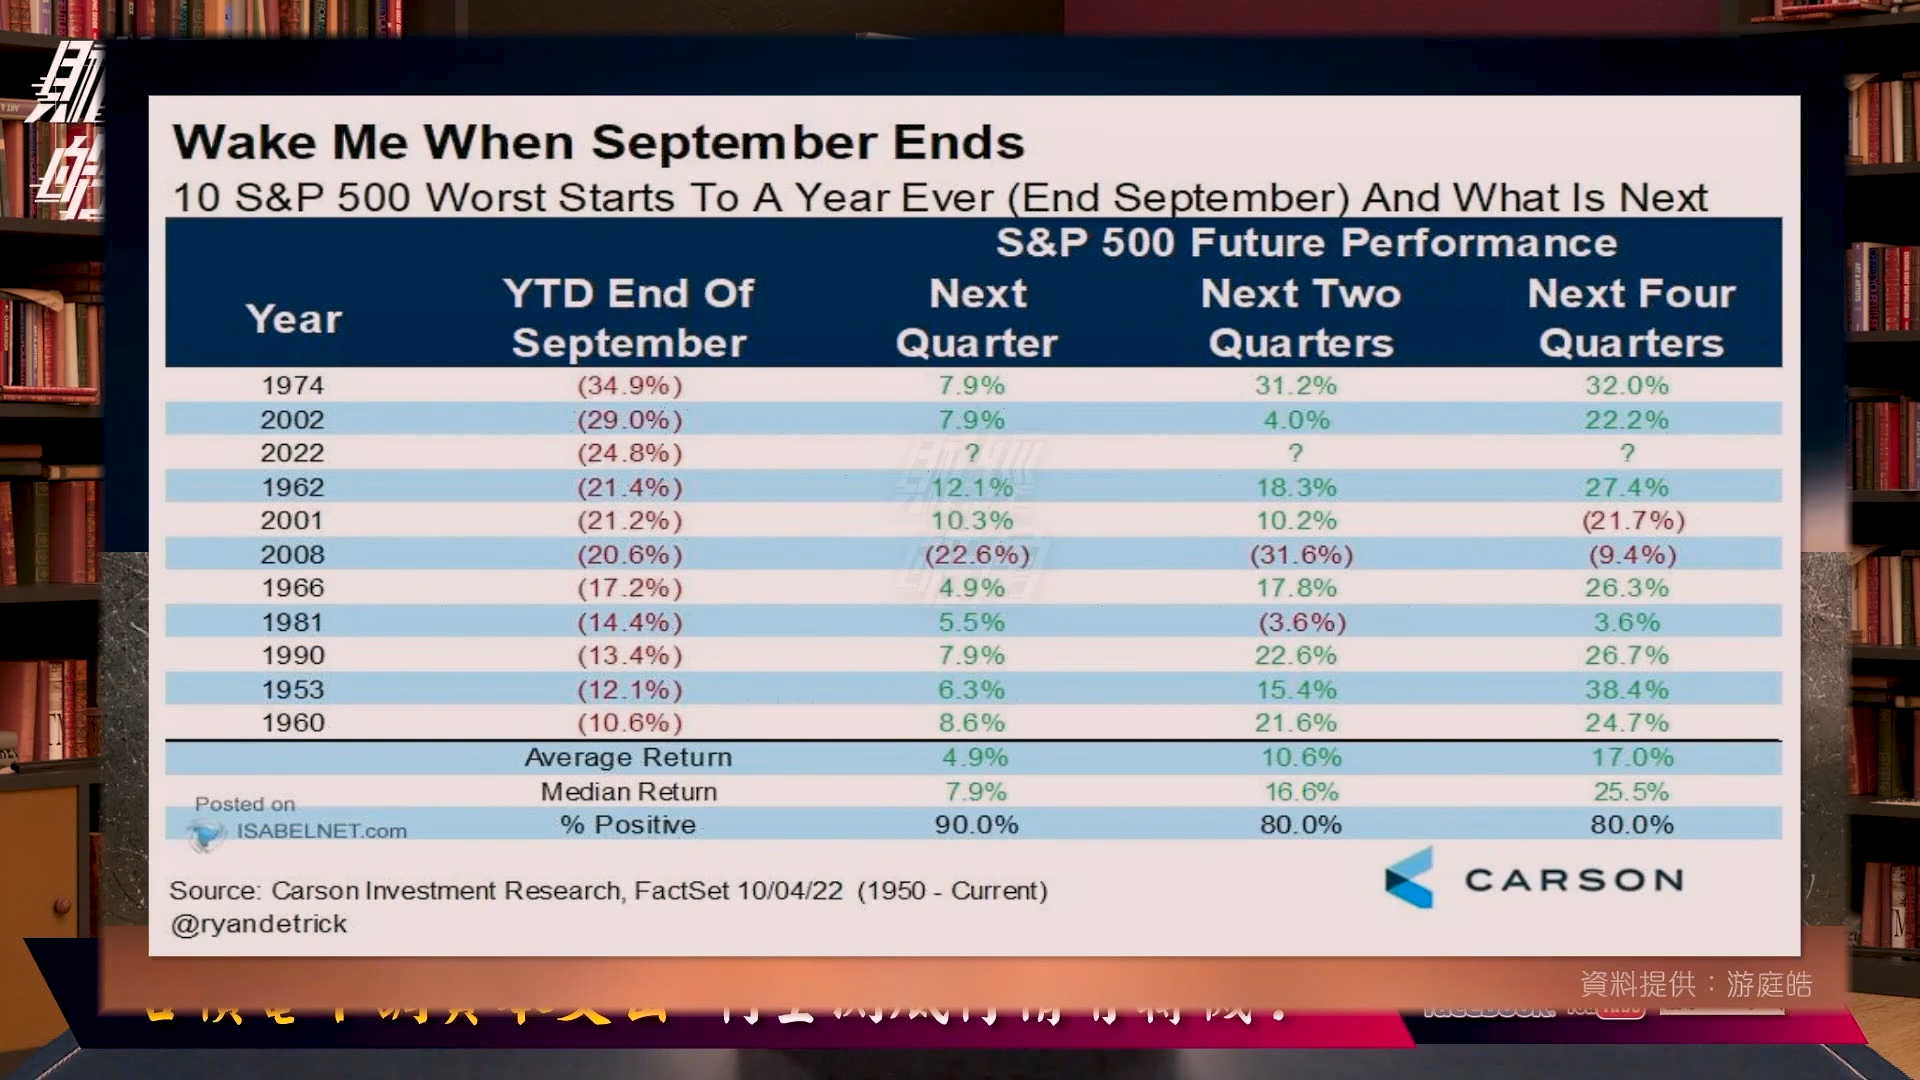 Wake Me When September Ends
10 S&P 500 Worst Starts To A Year Ever (End September) And What Is Next
S&P 500 Future Performance
Year YTD End Of September Next Quarter Next Two Quarters Next Four Quarters
1974 (34.9%) 7.9% 31.2% 32.0%
2002 (29.0%) 7.9% 4.0% 22.2%
2022 (24.8%) ? ? ?
1962 (21.4%) 12.1% 18.3% 27.4%
2001 (21.2%) 10.3% 10.2% (21.7%)
2008 (20.6%) (22.6%) (31.6%) (9.4%)
1966 (17.2%) 4.9% 17.8% 26.3%
1981 (14.4%) 5.5% (3.6%) 3.6%
1990 (13.4%) 7.9% 22.6% 26.7%
1953 (12.1%) 6.3% 15.4% 38.4%
1960 (10.6%) 8.6% 21.6% 24.7%
Average Return 4.9% 10.6% 17.0%
Median Return 7.9% 16.6% 25.5%
% Positive 90.0% 80.0% 80.0%
Posted on
ISABELNET.com
Source: Carson Investment Research, FactSet 10/04/22 (1950 - Current)
@ryandetrick
CARSON
資料提供：游庭皓